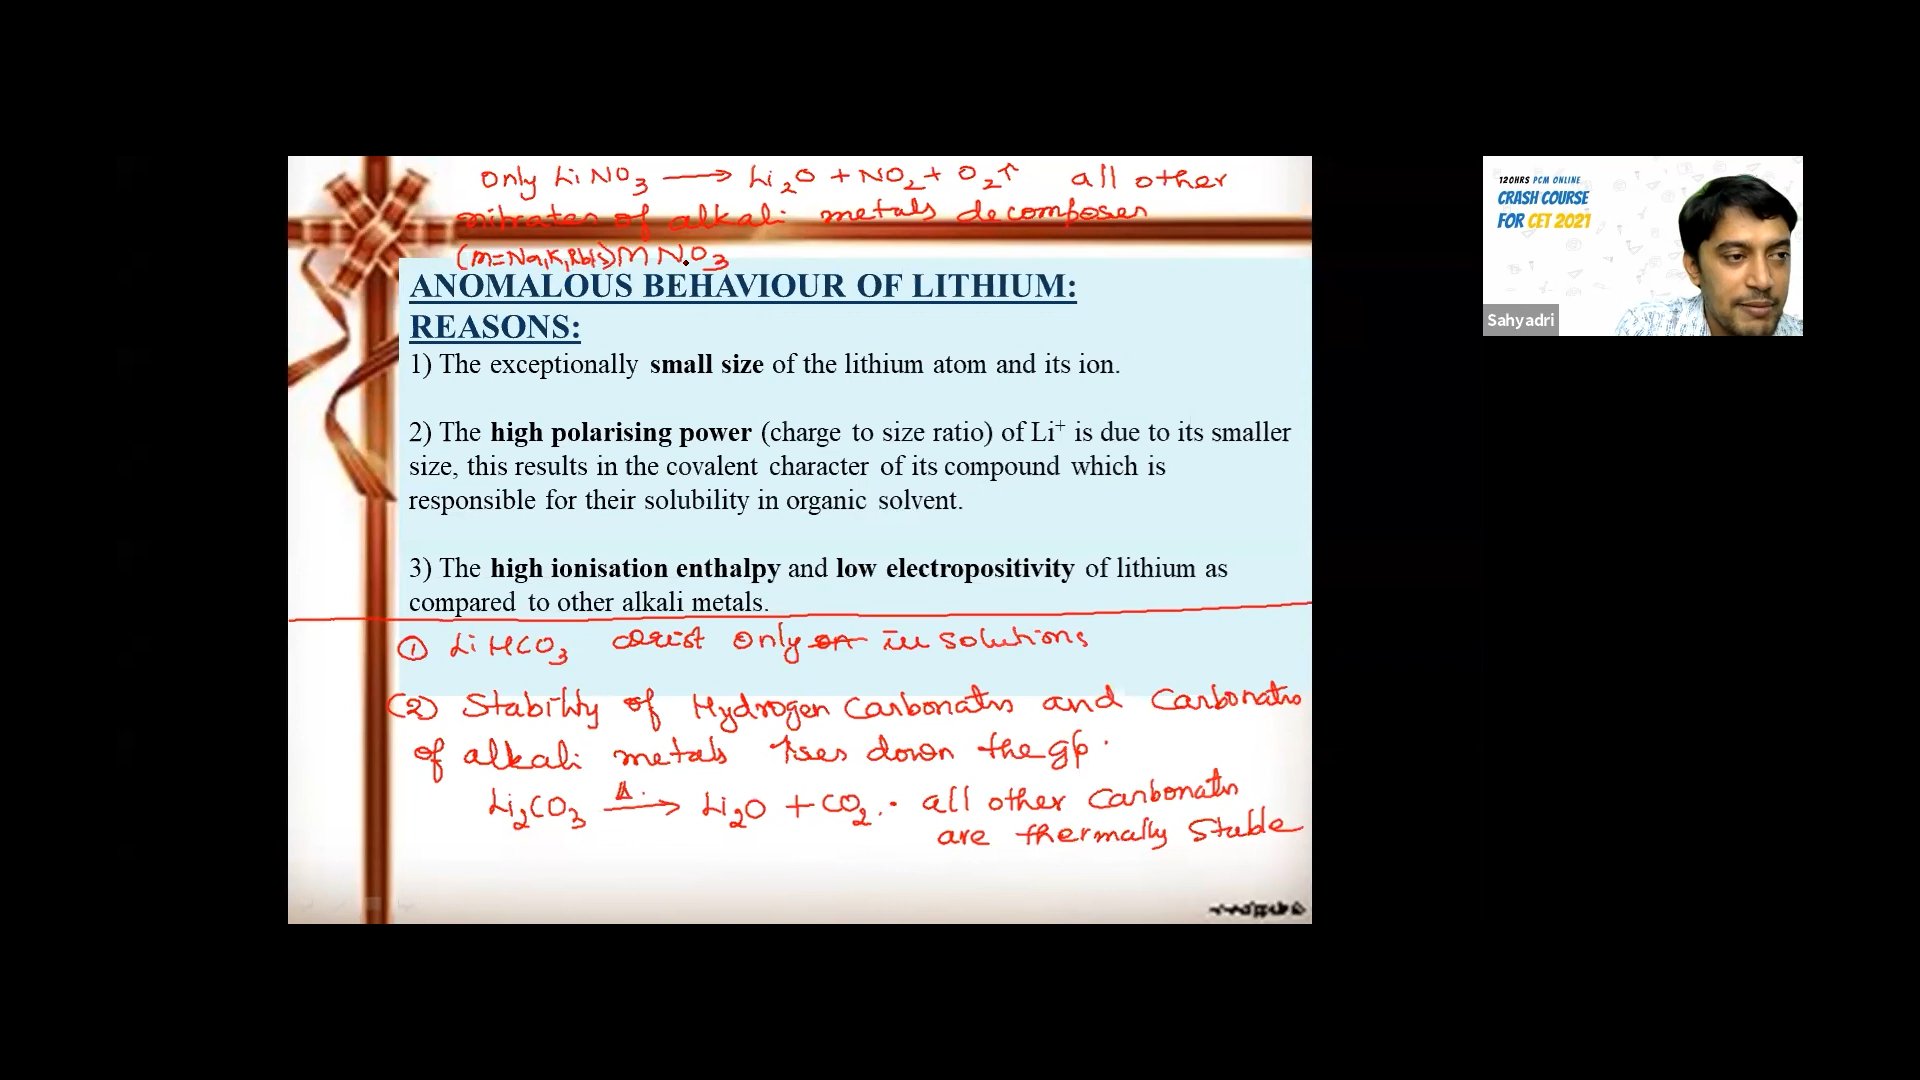 only LiNO₃ ⟶ Li₂O + NO₂ + O₂↑ all other
nitrates of alkali metals decomposes
(M=Na,K,Rb,Cs) M NO₃
ANOMALOUS BEHAVIOUR OF LITHIUM:
REASONS:
1) The exceptionally small size of the lithium atom and its ion.
2) The high polarising power (charge to size ratio) of Li⁺ is due to its smaller
size, this results in the covalent character of its compound which is
responsible for their solubility in organic solvent.
3) The high ionisation enthalpy and low electropositivity of lithium as
compared to other alkali metals.
① LiHCO₃ exist only in solutions
(2) Stability of Hydrogen Carbonates and Carbonates
of alkali metals ↑ses down the gp.
Li₂CO₃ —Δ→ Li₂O + CO₂. all other Carbonates
are thermally Stable
120HRS PCM ONLINE
CRASH COURSE
FOR CET 2021
Sahyadri